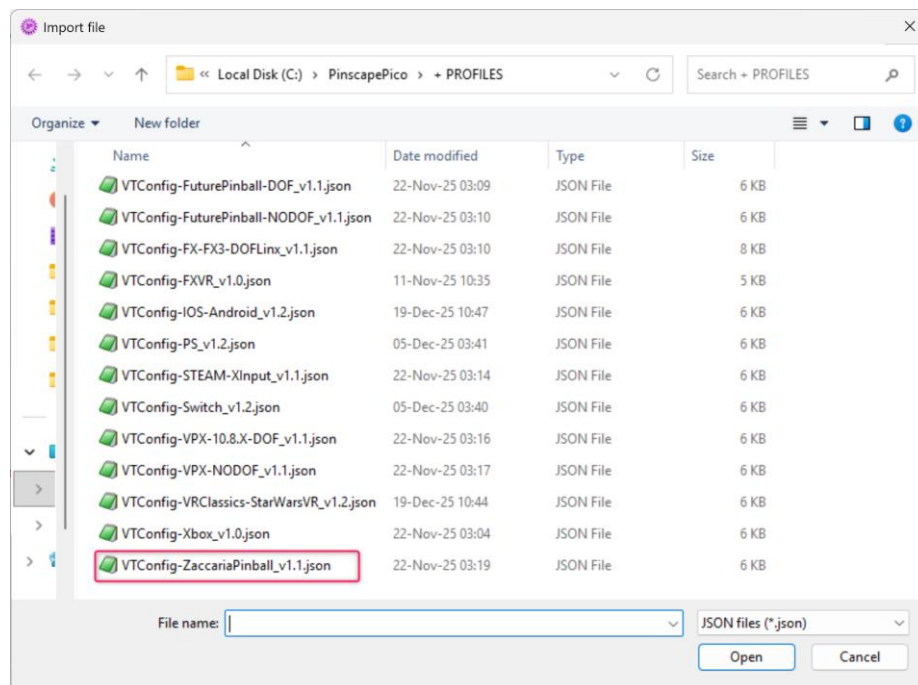 Import file
« Local Disk (C:) > PinscapePico > + PROFILES
Search + PROFILES
Organize
New folder
Name Date modified Type Size
VTConfig-FuturePinball-DOF_v1.1.json 22-Nov-25 03:09 JSON File 6 KB
VTConfig-FuturePinball-NODOF_v1.1.json 22-Nov-25 03:10 JSON File 6 KB
VTConfig-FX-FX3-DOFLinx_v1.1.json 22-Nov-25 03:10 JSON File 8 KB
VTConfig-FXVR_v1.0.json 11-Nov-25 10:35 JSON File 5 KB
VTConfig-IOS-Android_v1.2.json 19-Dec-25 10:47 JSON File 6 KB
VTConfig-PS_v1.2.json 05-Dec-25 03:41 JSON File 6 KB
VTConfig-STEAM-XInput_v1.1.json 22-Nov-25 03:14 JSON File 6 KB
VTConfig-Switch_v1.2.json 05-Dec-25 03:40 JSON File 6 KB
VTConfig-VPX-10.8.X-DOF_v1.1.json 22-Nov-25 03:16 JSON File 6 KB
VTConfig-VPX-NODOF_v1.1.json 22-Nov-25 03:17 JSON File 6 KB
VTConfig-VRClassics-StarWarsVR_v1.2.json 19-Dec-25 10:44 JSON File 6 KB
VTConfig-Xbox_v1.0.json 22-Nov-25 03:04 JSON File 6 KB
VTConfig-ZaccariaPinball_v1.1.json 22-Nov-25 03:19 JSON File 6 KB
File name:
JSON files (*.json)
Open
Cancel